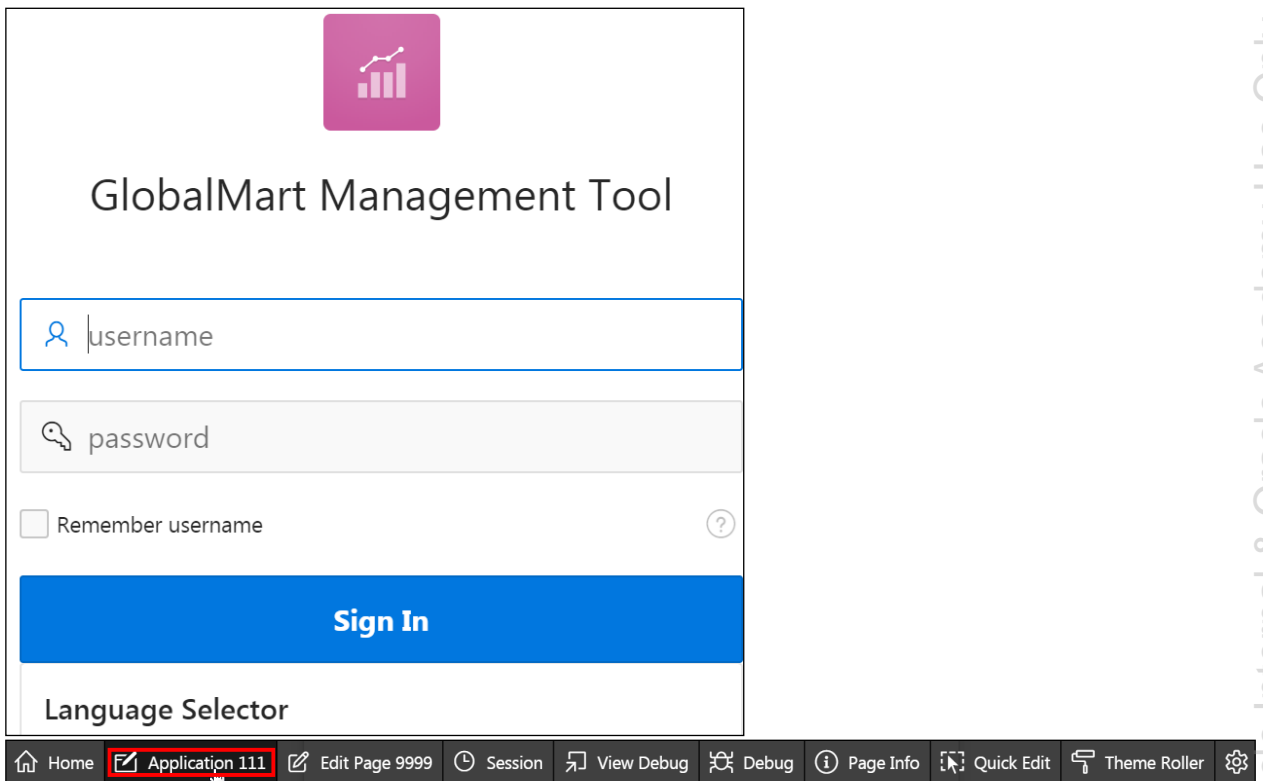 GlobalMart Management Tool
username
password
Remember username
Sign In
Language Selector
Home Application 111 Edit Page 9999 Session View Debug Debug Page Info Quick Edit Theme Roller